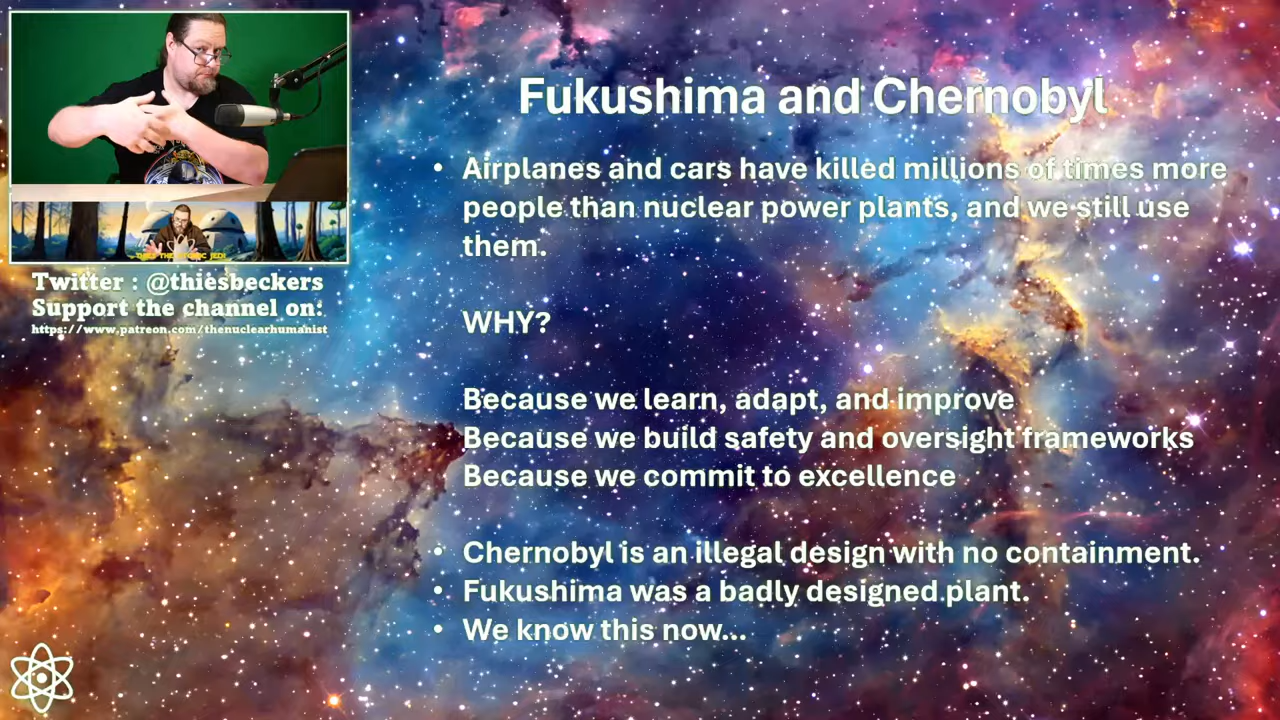 Fukushima and Chernobyl
• Airplanes and cars have killed millions of times more
people than nuclear power plants, and we still use
them.
WHY?
Because we learn, adapt, and improve
Because we build safety and oversight frameworks
Because we commit to excellence
• Chernobyl is an illegal design with no containment.
• Fukushima was a badly designed plant.
• We know this now...
Twitter : @thiesbeckers
Support the channel on:
https://www.patreon.com/thenuclearhumanist